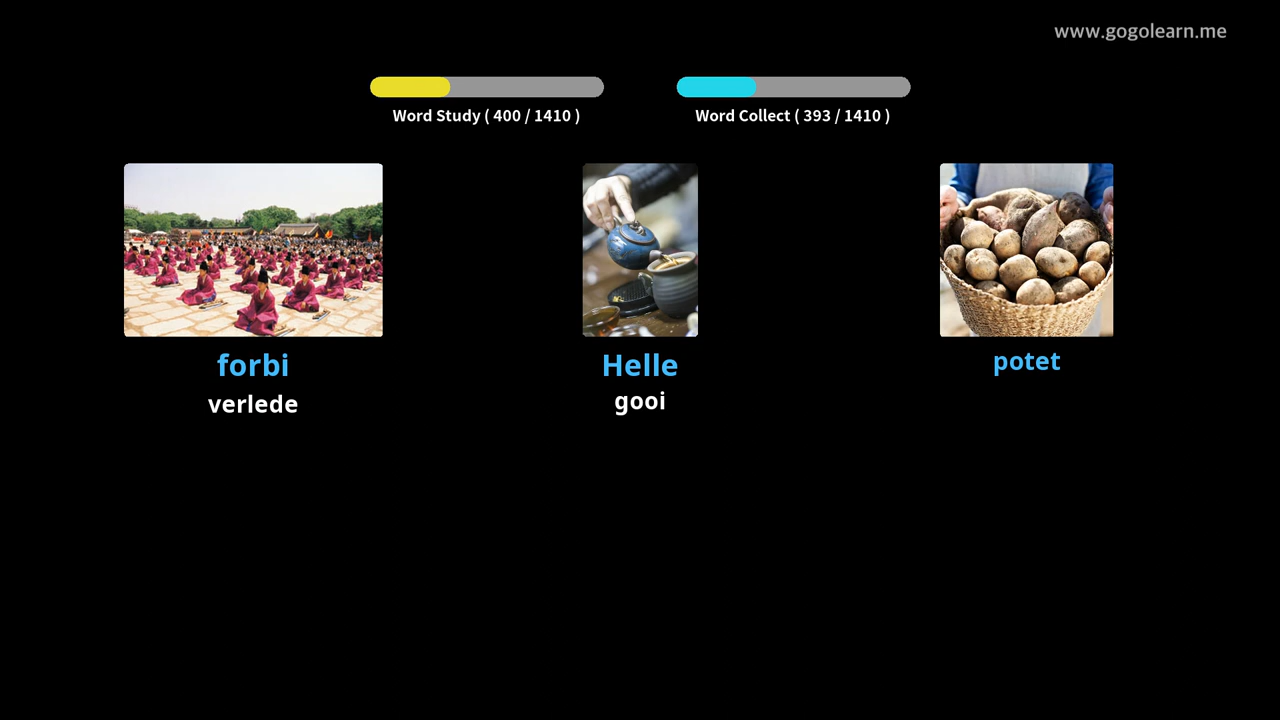 www.gogolearn.me
Word Study ( 400 / 1410 )
Word Collect ( 393 / 1410 )
forbi
verlede
Helle
gooi
potet